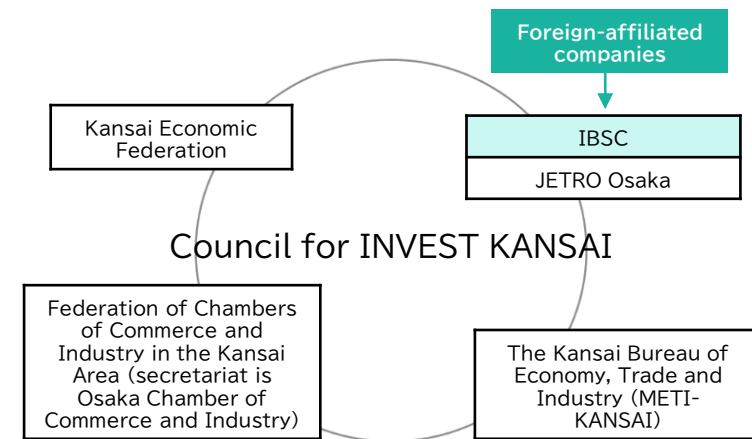 Foreign-affiliated
companies
Kansai Economic
Federation
IBSC
JETRO Osaka
Council for INVEST KANSAI
Federation of Chambers
of Commerce and
Industry in the Kansai
Area (secretariat is
Osaka Chamber of
Commerce and Industry)
The Kansai Bureau of
Economy, Trade and
Industry (METI-
KANSAI)